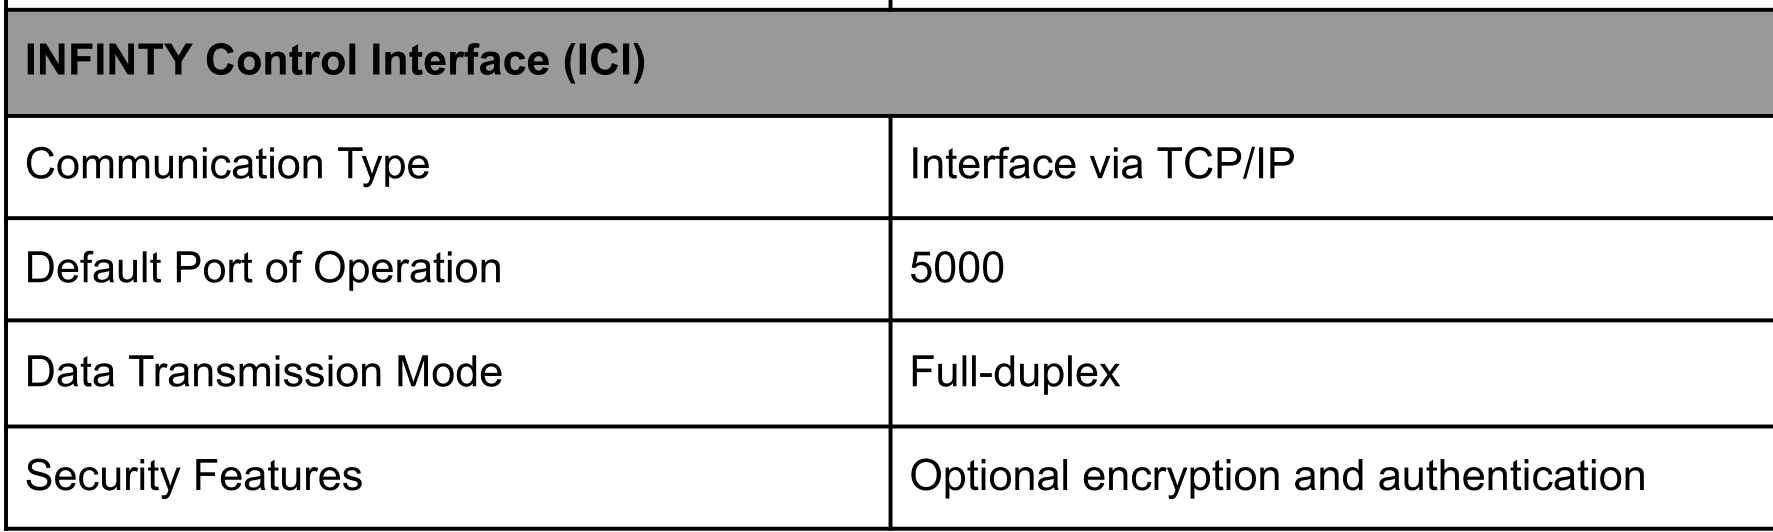 INFINTY Control Interface (ICI)
Communication Type Interface via TCP/IP
Default Port of Operation 5000
Data Transmission Mode Full-duplex
Security Features Optional encryption and authentication